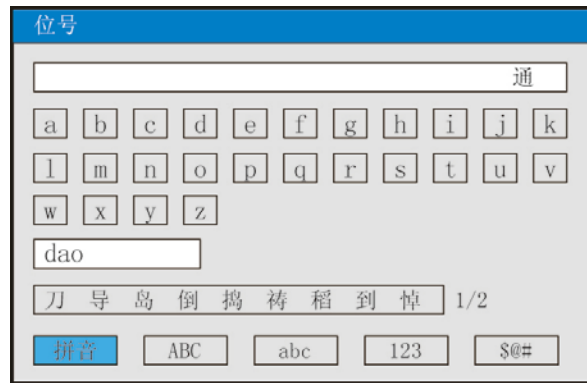 位号
通
a b c d e f g h i j k
l m n o p q r s t u v
w x y z
dao
刀 导 岛 倒 捣 祷 稻 到 悼 1/2
拼音 ABC abc 123 $@#